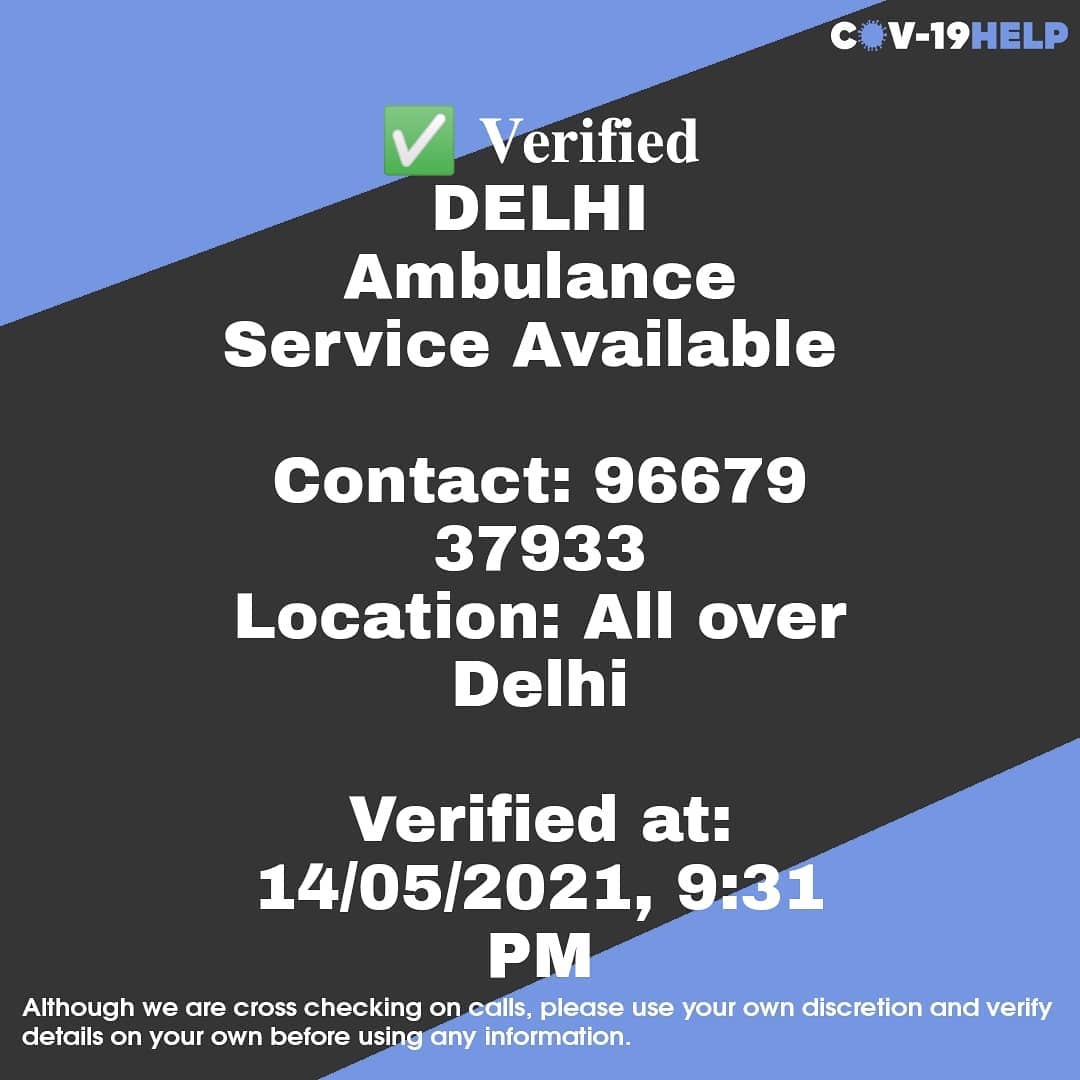 COV-19HELP
✅ Verified
DELHI
Ambulance
Service Available
Contact: 96679
37933
Location: All over
Delhi
Verified at:
14/05/2021, 9:31
PM
Although we are cross checking on calls, please use your own discretion and verify
details on your own before using any information.